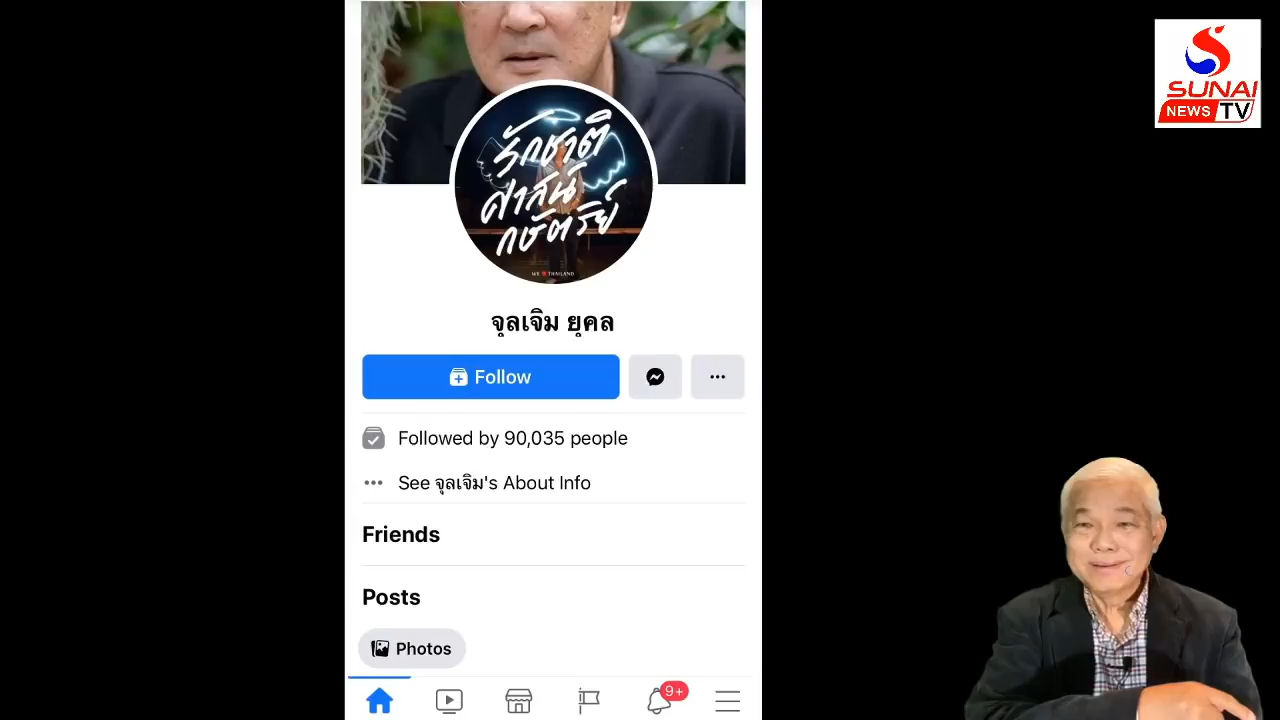 SUNAI
NEWS TV
รักชาติ
ศาสน์
กษัตริย์
WE THAILAND
จุลเจิม ยุคล
Follow
Followed by 90,035 people
See จุลเจิม's About Info
Friends
Posts
Photos
9+